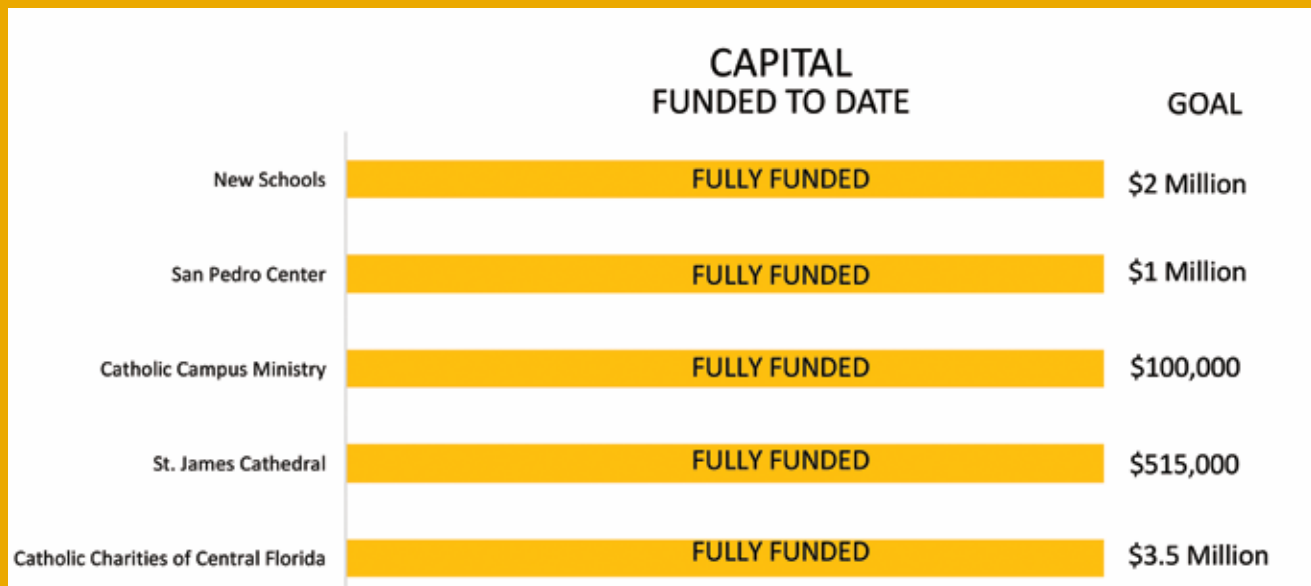 CAPITAL
FUNDED TO DATE
GOAL
New Schools
FULLY FUNDED
$2 Million
San Pedro Center
FULLY FUNDED
$1 Million
Catholic Campus Ministry
FULLY FUNDED
$100,000
St. James Cathedral
FULLY FUNDED
$515,000
Catholic Charities of Central Florida
FULLY FUNDED
$3.5 Million